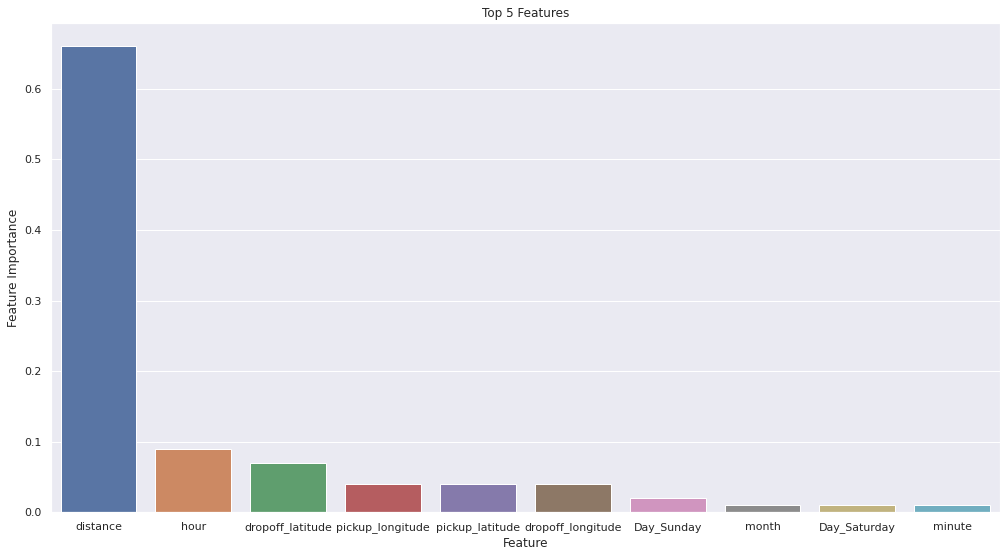 Top 5 Features
Feature Importance
0.6
0.5
0.4
0.3
0.2
0.1
0.0
distance hour dropoff_latitude pickup_longitude pickup_latitude dropoff_longitude Day_Sunday month Day_Saturday minute
Feature